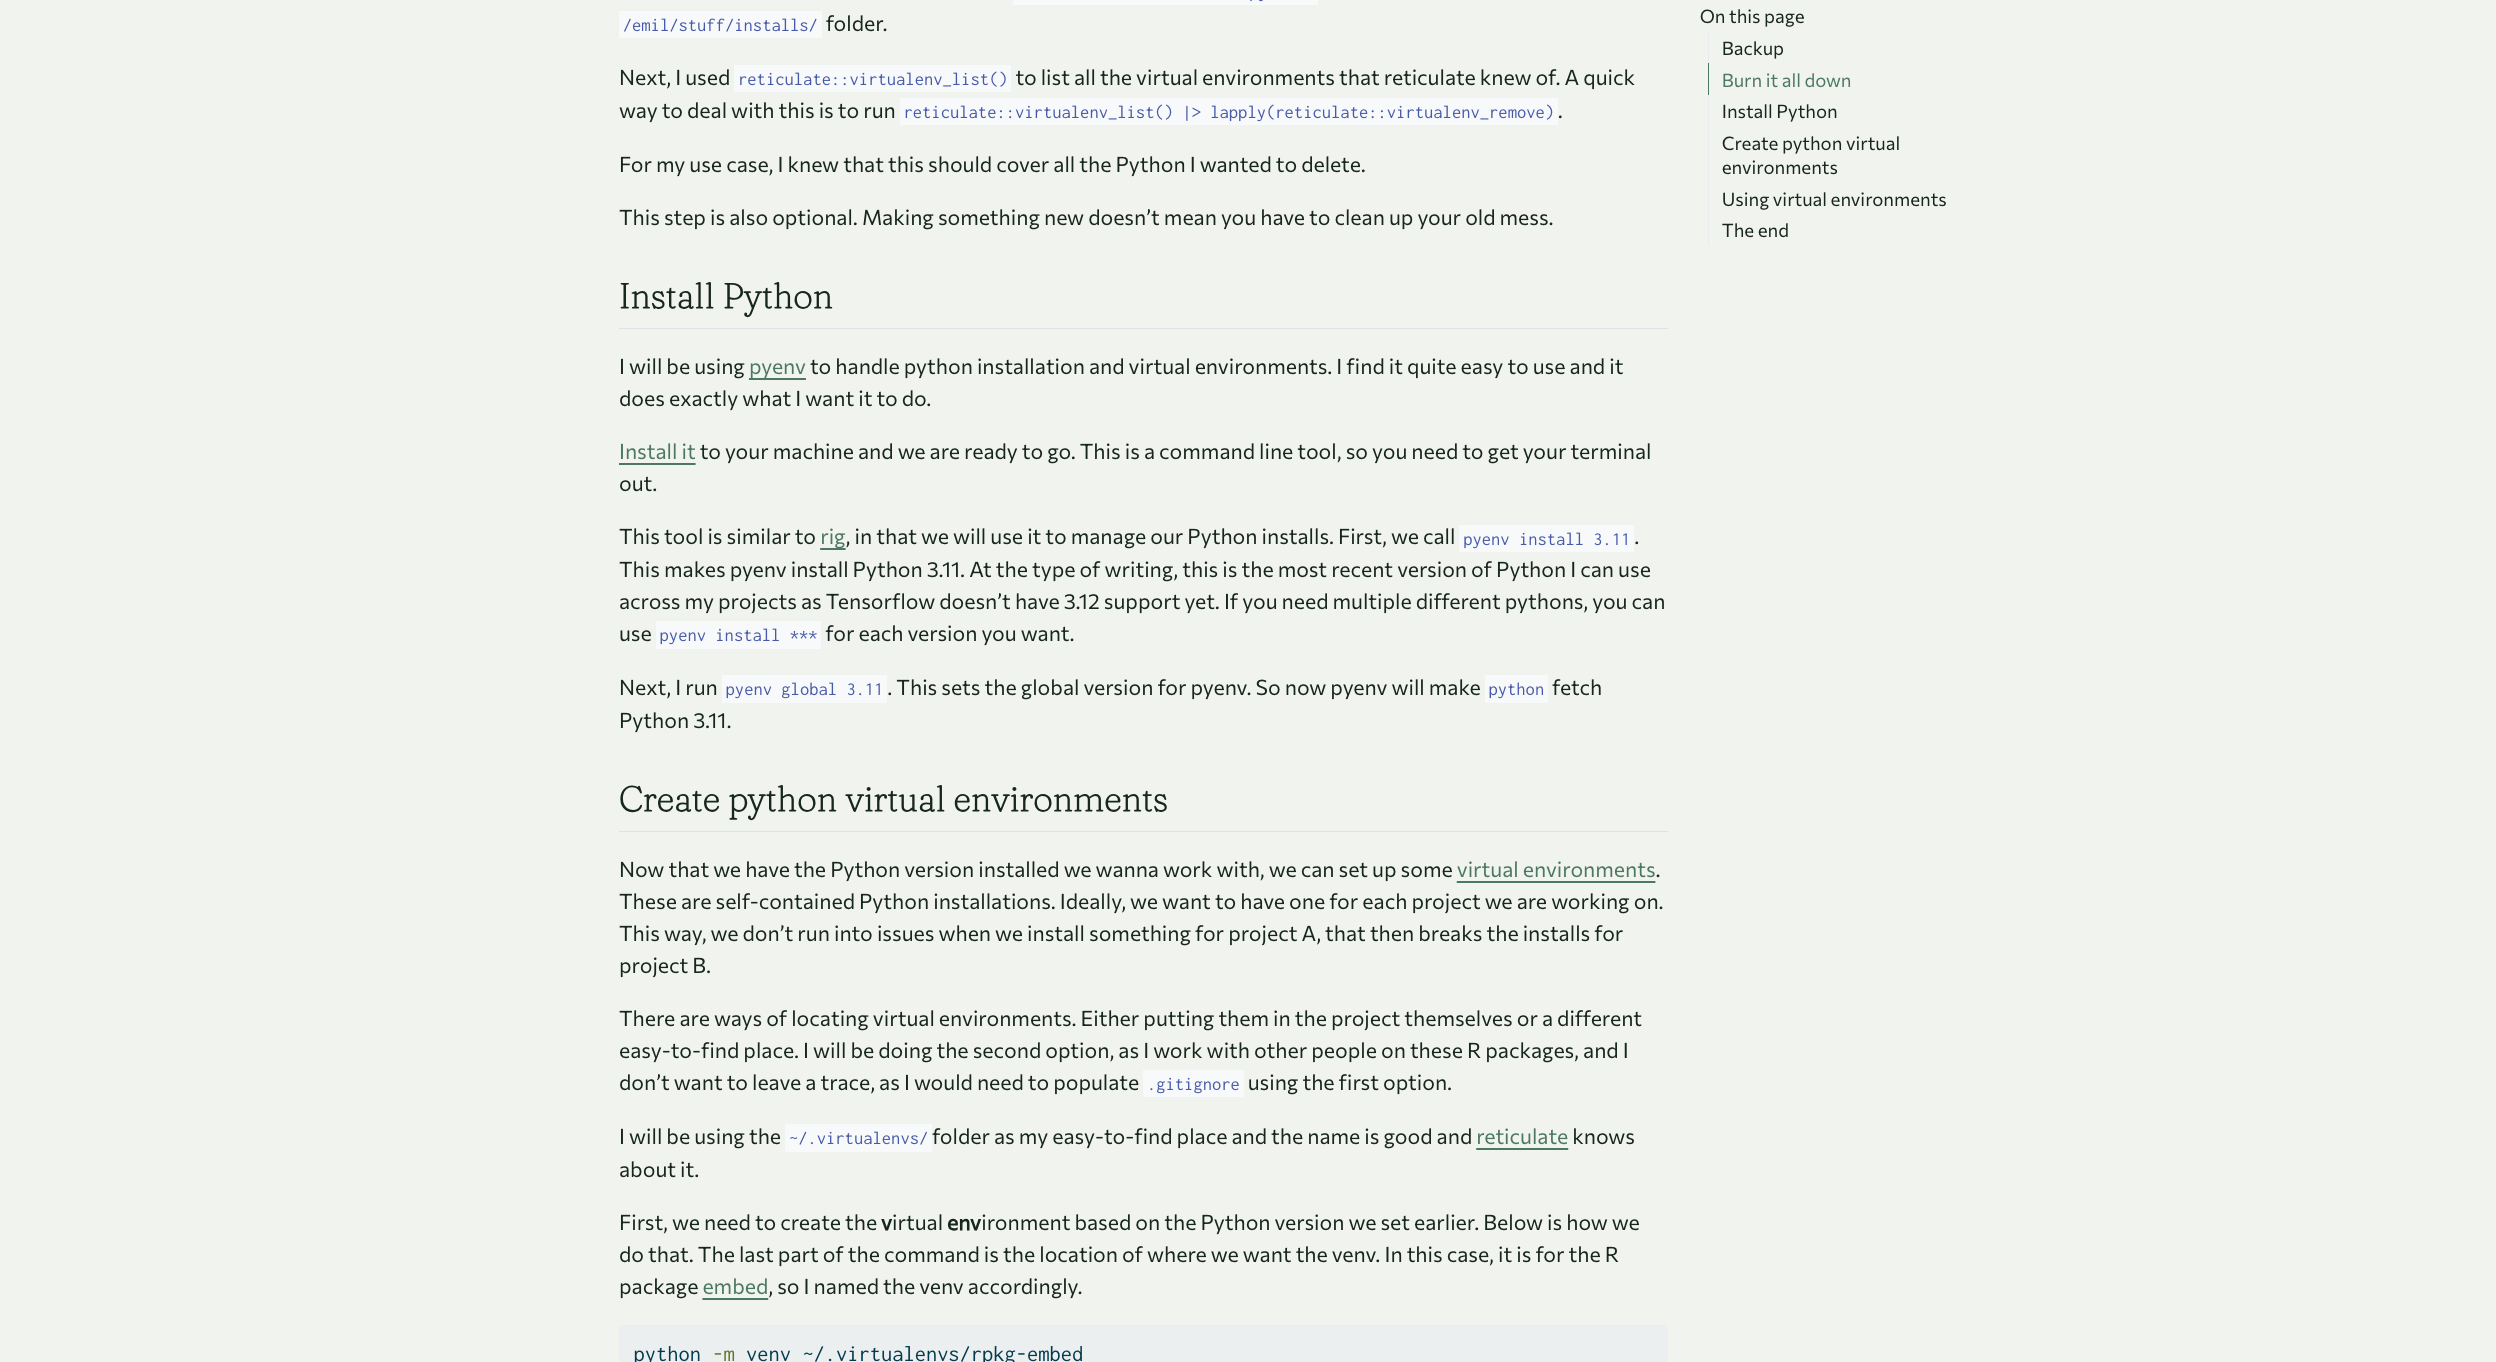 /emil/stuff/installs/ folder.
Next, I used reticulate::virtualenv_list() to list all the virtual environments that reticulate knew of. A quick
way to deal with this is to run reticulate::virtualenv_list() |> lapply(reticulate::virtualenv_remove).
For my use case, I knew that this should cover all the Python I wanted to delete.
This step is also optional. Making something new doesn’t mean you have to clean up your old mess.
Install Python
I will be using pyenv to handle python installation and virtual environments. I find it quite easy to use and it
does exactly what I want it to do.
Install it to your machine and we are ready to go. This is a command line tool, so you need to get your terminal
out.
This tool is similar to rig, in that we will use it to manage our Python installs. First, we call pyenv install 3.11.
This makes pyenv install Python 3.11. At the type of writing, this is the most recent version of Python I can use
across my projects as Tensorflow doesn’t have 3.12 support yet. If you need multiple different pythons, you can
use pyenv install *** for each version you want.
Next, I run pyenv global 3.11. This sets the global version for pyenv. So now pyenv will make python fetch
Python 3.11.
Create python virtual environments
Now that we have the Python version installed we wanna work with, we can set up some virtual environments.
These are self-contained Python installations. Ideally, we want to have one for each project we are working on.
This way, we don’t run into issues when we install something for project A, that then breaks the installs for
project B.
There are ways of locating virtual environments. Either putting them in the project themselves or a different
easy-to-find place. I will be doing the second option, as I work with other people on these R packages, and I
don’t want to leave a trace, as I would need to populate .gitignore using the first option.
I will be using the ~/.virtualenvs/ folder as my easy-to-find place and the name is good and reticulate knows
about it.
First, we need to create the virtual environment based on the Python version we set earlier. Below is how we
do that. The last part of the command is the location of where we want the venv. In this case, it is for the R
package embed, so I named the venv accordingly.
python -m venv ~/.virtualenvs/rpkg-embed
On this page
Backup
Burn it all down
Install Python
Create python virtual
environments
Using virtual environments
The end